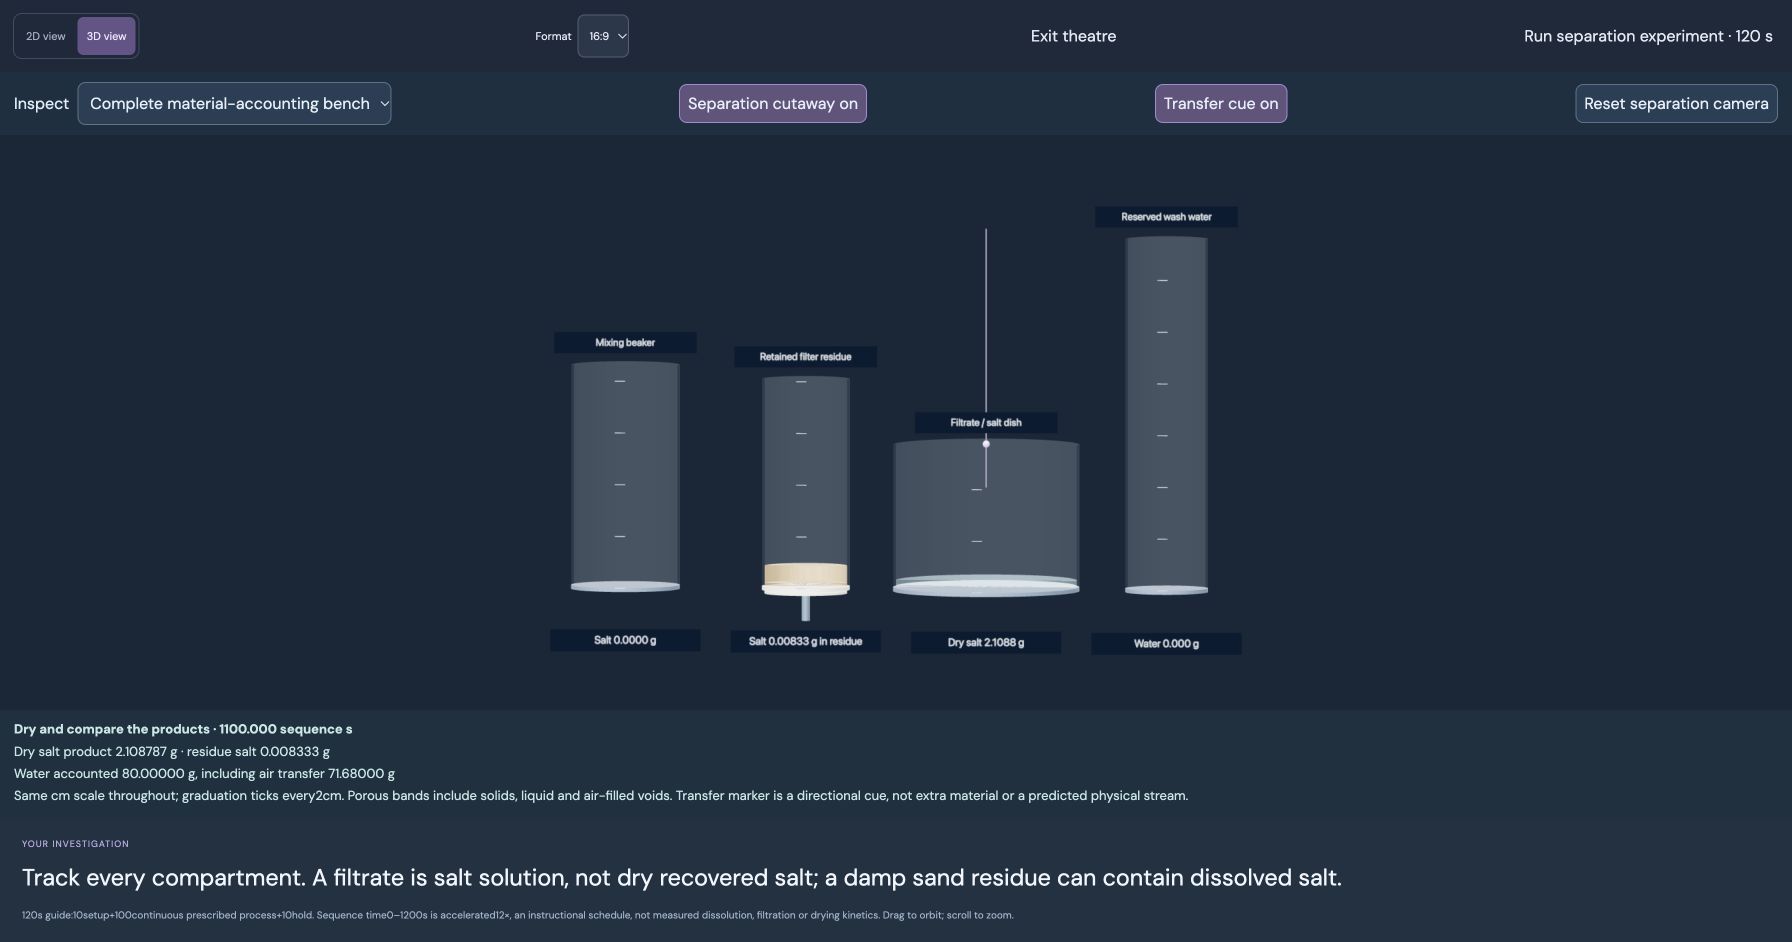 2D view
3D view
Format
16:9
Exit theatre
Run separation experiment · 120 s
Inspect
Complete material-accounting bench
Separation cutaway on
Transfer cue on
Reset separation camera
Reserved wash water
Mixing beaker
Retained filter residue
Filtrate / salt dish
Salt 0.0000 g
Salt 0.00833 g in residue
Dry salt 2.1088 g
Water 0.000 g
Dry and compare the products · 1100.000 sequence s
Dry salt product 2.108787 g · residue salt 0.008333 g
Water accounted 80.00000 g, including air transfer 71.68000 g
Same cm scale throughout; graduation ticks every2cm. Porous bands include solids, liquid and air-filled voids. Transfer marker is a directional cue, not extra material or a predicted physical stream.
YOUR INVESTIGATION
Track every compartment. A filtrate is salt solution, not dry recovered salt; a damp sand residue can contain dissolved salt.
120s guide:10setup+100continuous prescribed process+10hold. Sequence time0–1200s is accelerated12×, an instructional schedule, not measured dissolution, filtration or drying kinetics. Drag to orbit; scroll to zoom.